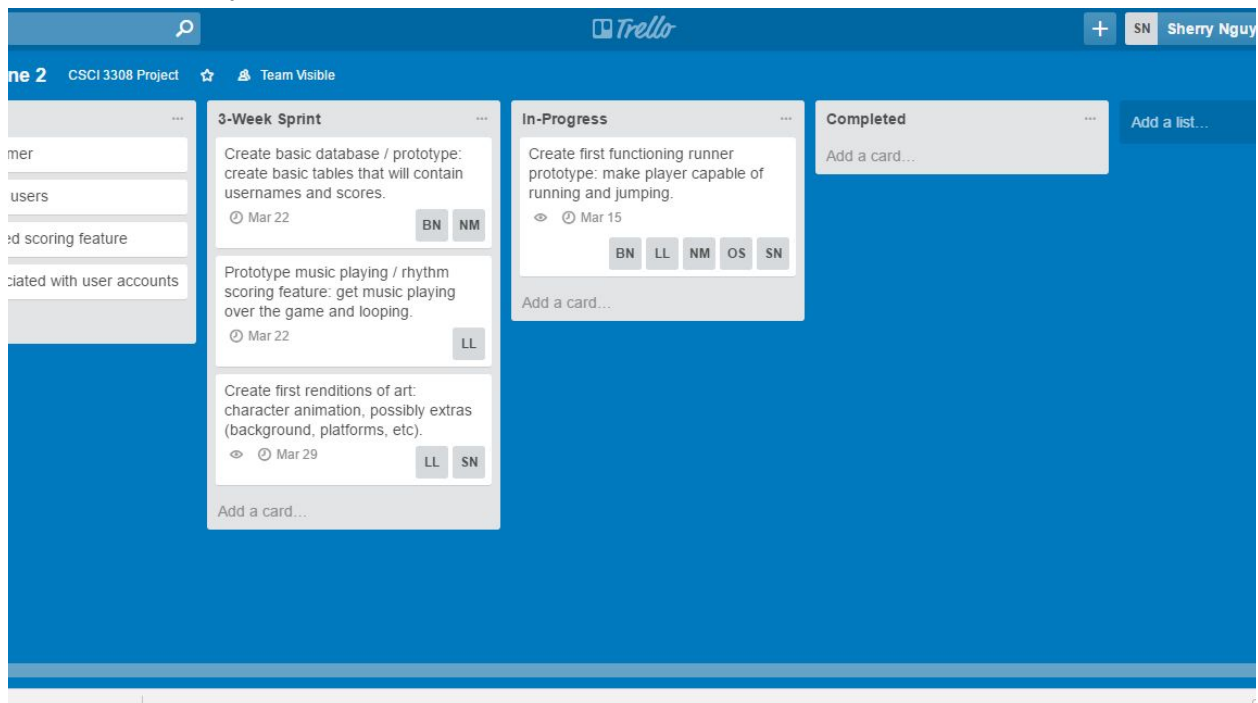 Trello
+
SN Sherry Nguy
ne 2 CSCI 3308 Project Team Visible
mer
users
ed scoring feature
ciated with user accounts
3-Week Sprint ...
Create basic database / prototype:
create basic tables that will contain
usernames and scores.
Mar 22
BN NM
Prototype music playing / rhythm
scoring feature: get music playing
over the game and looping.
Mar 22
LL
Create first renditions of art:
character animation, possibly extras
(background, platforms, etc).
Mar 29
LL SN
Add a card...
In-Progress ...
Create first functioning runner
prototype: make player capable of
running and jumping.
Mar 15
BN LL NM OS SN
Add a card...
Completed ...
Add a card...
Add a list...